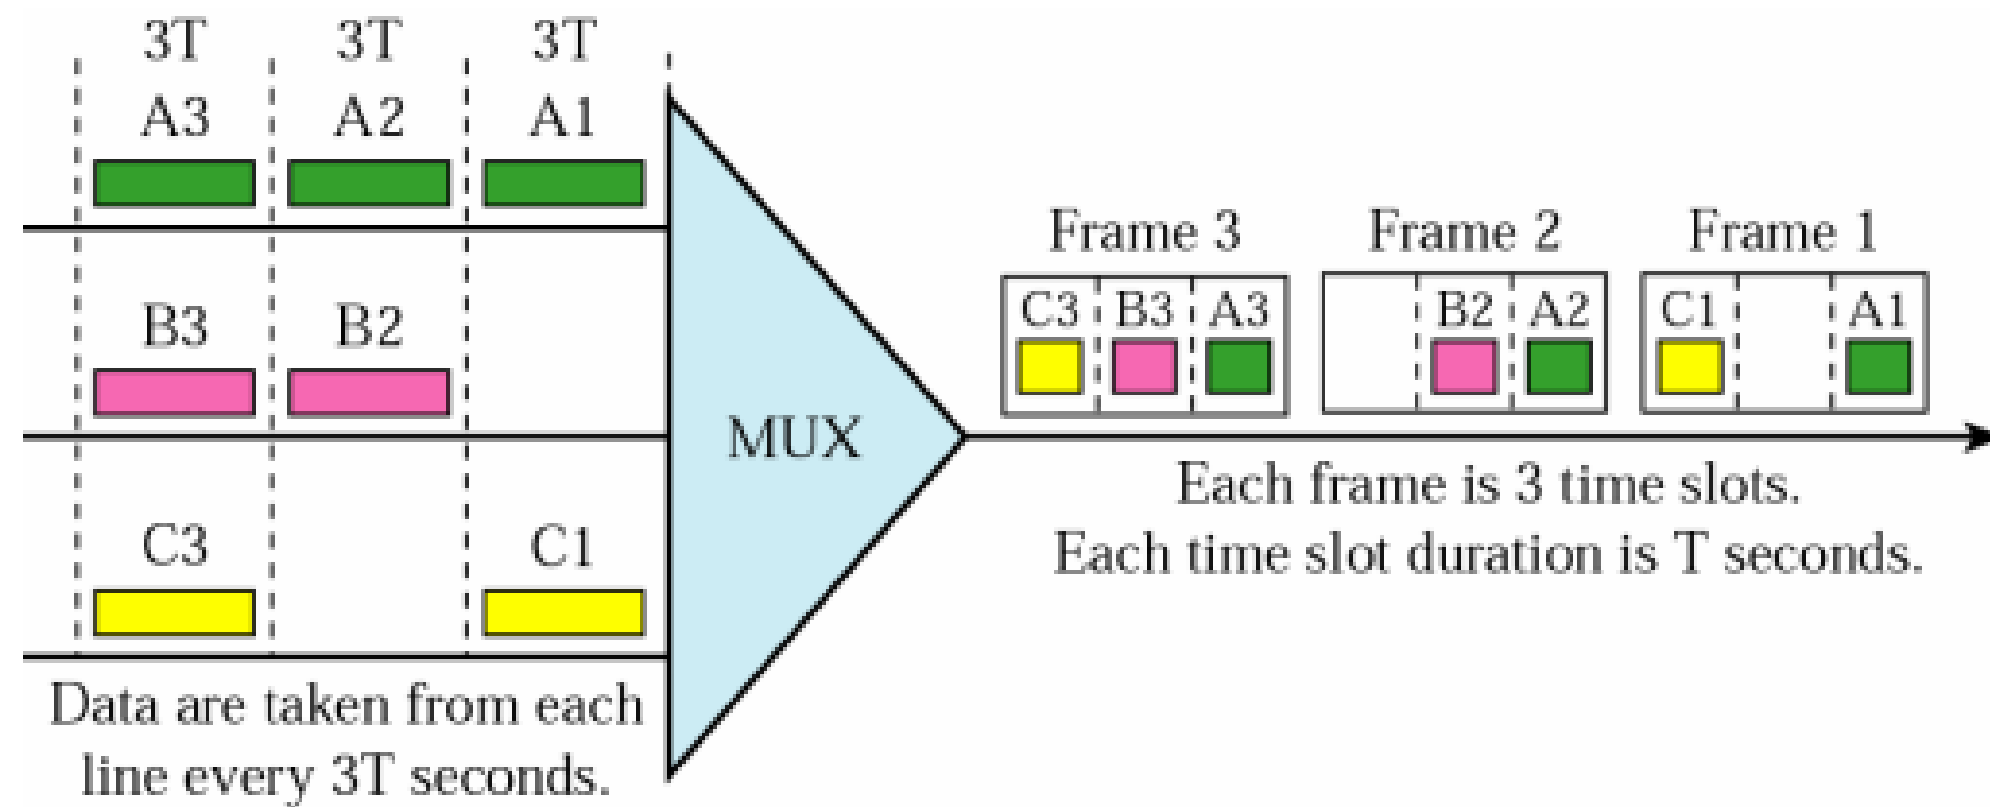 3T 3T 3T
A3 A2 A1
B3 B2
C3 C1
Data are taken from each
line every 3T seconds.
MUX
Frame 3 Frame 2 Frame 1
C3 B3 A3 B2 A2 C1 A1
Each frame is 3 time slots.
Each time slot duration is T seconds.